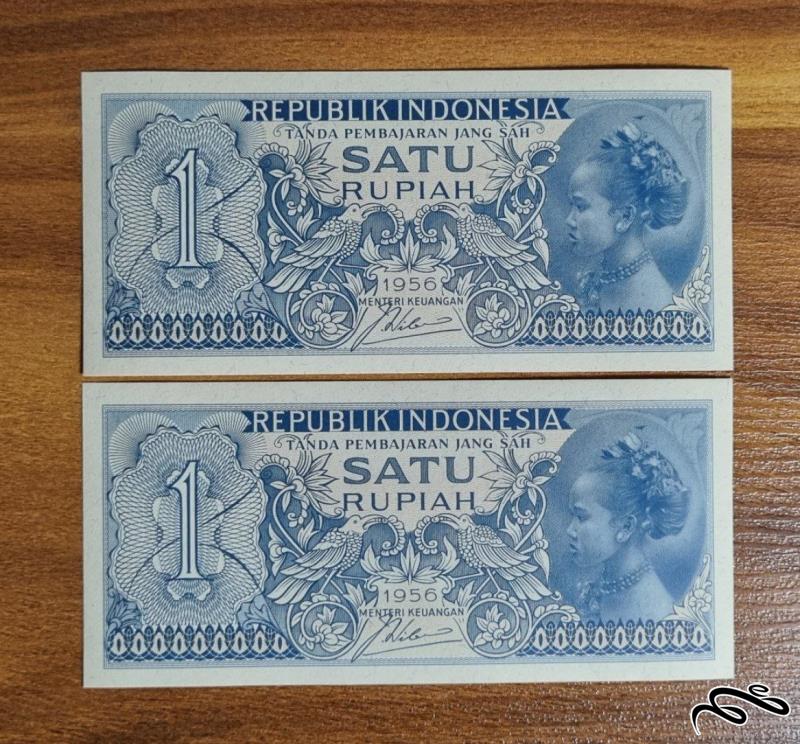 REPUBLIK INDONESIA
TANDA PEMBAJARAN JANG SAH
SATU
RUPIAH
1
1956
MENTERI KEUANGAN
REPUBLIK INDONESIA
TANDA PEMBAJARAN JANG SAH
SATU
RUPIAH
1
1956
MENTERI KEUANGAN